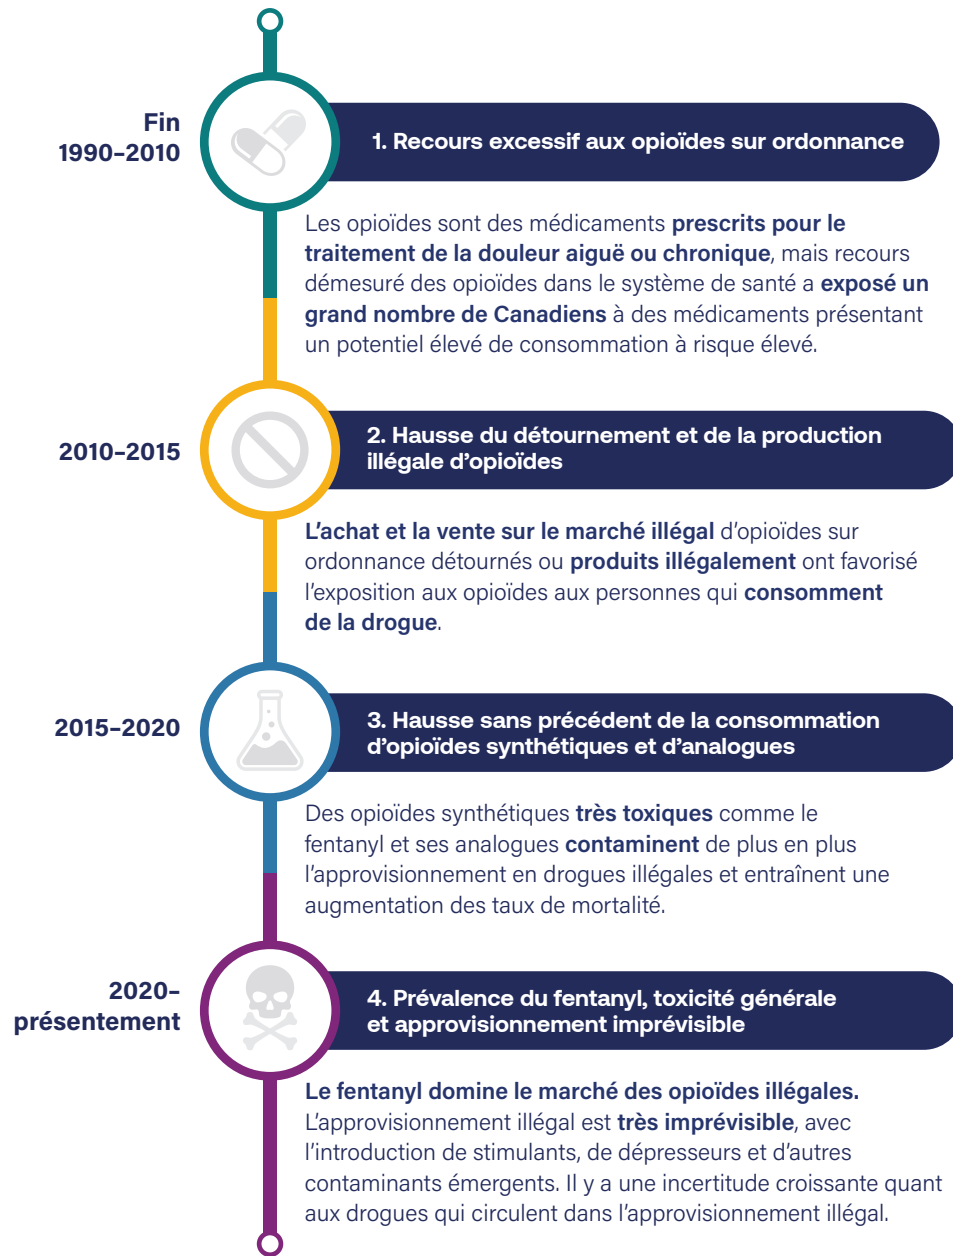 Fin
1990–2010
1. Recours excessif aux opioïdes sur ordonnance
Les opioïdes sont des médicaments prescrits pour le
traitement de la douleur aiguë ou chronique, mais recours
démesuré des opioïdes dans le système de santé a exposé un
grand nombre de Canadiens à des médicaments présentant
un potentiel élevé de consommation à risque élevé.
2010–2015
2. Hausse du détournement et de la production
illégale d’opioïdes
L’achat et la vente sur le marché illégal d’opioïdes sur
ordonnance détournés ou produits illégalement ont favorisé
l’exposition aux opioïdes aux personnes qui consomment
de la drogue.
2015–2020
3. Hausse sans précédent de la consommation
d’opioïdes synthétiques et d’analogues
Des opioïdes synthétiques très toxiques comme le
fentanyl et ses analogues contaminent de plus en plus
l’approvisionnement en drogues illégales et entraînent une
augmentation des taux de mortalité.
2020–
présentement
4. Prévalence du fentanyl, toxicité générale
et approvisionnement imprévisible
Le fentanyl domine le marché des opioïdes illégales.
L’approvisionnement illégal est très imprévisible, avec
l’introduction de stimulants, de dépresseurs et d’autres
contaminants émergents. Il y a une incertitude croissante quant
aux drogues qui circulent dans l’approvisionnement illégal.